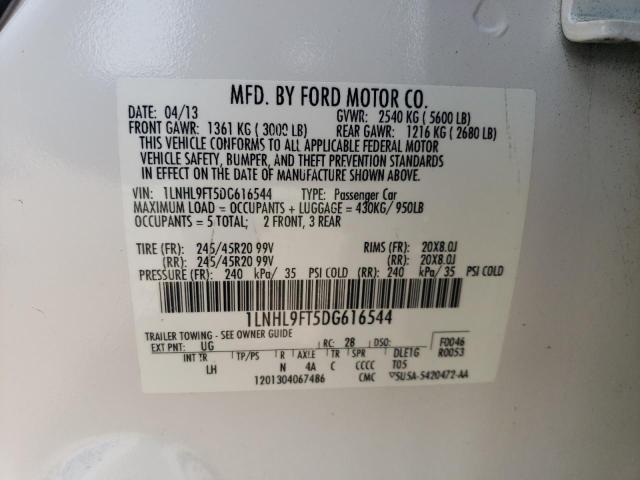 MFD. BY FORD MOTOR CO.
DATE: 04/13 GVWR: 2540 KG ( 5600 LB)
FRONT GAWR: 1361 KG ( 3000 LB) REAR GAWR: 1216 KG ( 2680 LB)
THIS VEHICLE CONFORMS TO ALL APPLICABLE FEDERAL MOTOR
VEHICLE SAFETY, BUMPER, AND THEFT PREVENTION STANDARDS
IN EFFECT ON THE DATE OF MANUFACTURE SHOWN ABOVE.
VIN: 1LNHL9FT5DG616544 TYPE: Passenger Car
MAXIMUM LOAD = OCCUPANTS + LUGGAGE = 430KG/ 950LB
OCCUPANTS = 5 TOTAL; 2 FRONT, 3 REAR
TIRE (FR): 245/45R20 99V RIMS (FR): 20X8.0J
(RR): 245/45R20 99V (RR): 20X8.0J
PRESSURE (FR): 240 kPa/ 35 PSI COLD (RR): 240 kPa/ 35 PSI COLD
1LNHL9FT5DG616544
TRAILER TOWING - SEE OWNER GUIDE
EXT PNT: UG RC: 28 DSO: F0046
INT TR TP/PS R AXLE TR SPR DLE1G R0053
LH N 4A C CCCC T05
1201304067486 CMC 5U5A-5420472-AA